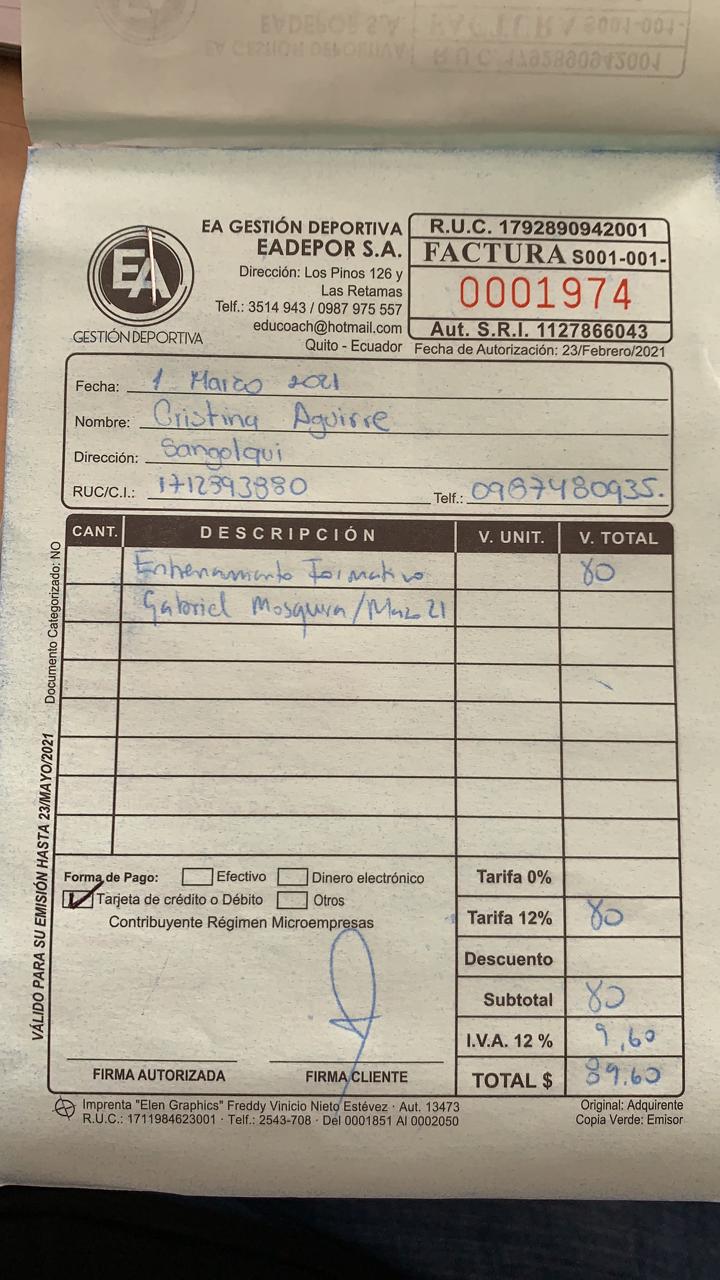 EA GESTIÓN DEPORTIVA
EADEPOR S.A.
Dirección: Los Pinos 126 y
Las Retamas
Telf.: 3514 943 / 0987 975 557
educoach@hotmail.com
Quito - Ecuador
EA
GESTIÓN DEPORTIVA
R.U.C. 1792890942001
FACTURA S001-001-
0001974
Aut. S.R.I. 1127866043
Fecha de Autorización: 23/Febrero/2021
Fecha: 1 Marzo 2021
Nombre: Cristina Aguirre
Dirección: Sangolqui
RUC/C.I.: 1712393880 Telf.: 0987480935.
CANT. DESCRIPCIÓN V. UNIT. V. TOTAL
Entrenamiento Formativo 80
Gabriel Mosquera/Marzo 21
Documento Categorizado: NO
VÁLIDO PARA SU EMISIÓN HASTA 23/MAYO/2021
Forma de Pago: Efectivo Dinero electrónico
Tarjeta de crédito o Débito Otros
Contribuyente Régimen Microempresas
Tarifa 0%
Tarifa 12% 80
Descuento
Subtotal 80
I.V.A. 12 % 9,60
TOTAL $ 89.60
FIRMA AUTORIZADA FIRMA CLIENTE
Imprenta "Elen Graphics" Freddy Vinicio Nieto Estévez · Aut. 13473
R.U.C.: 1711984623001 · Telf.: 2543-708 · Del 0001851 Al 0002050
Original: Adquirente
Copia Verde: Emisor